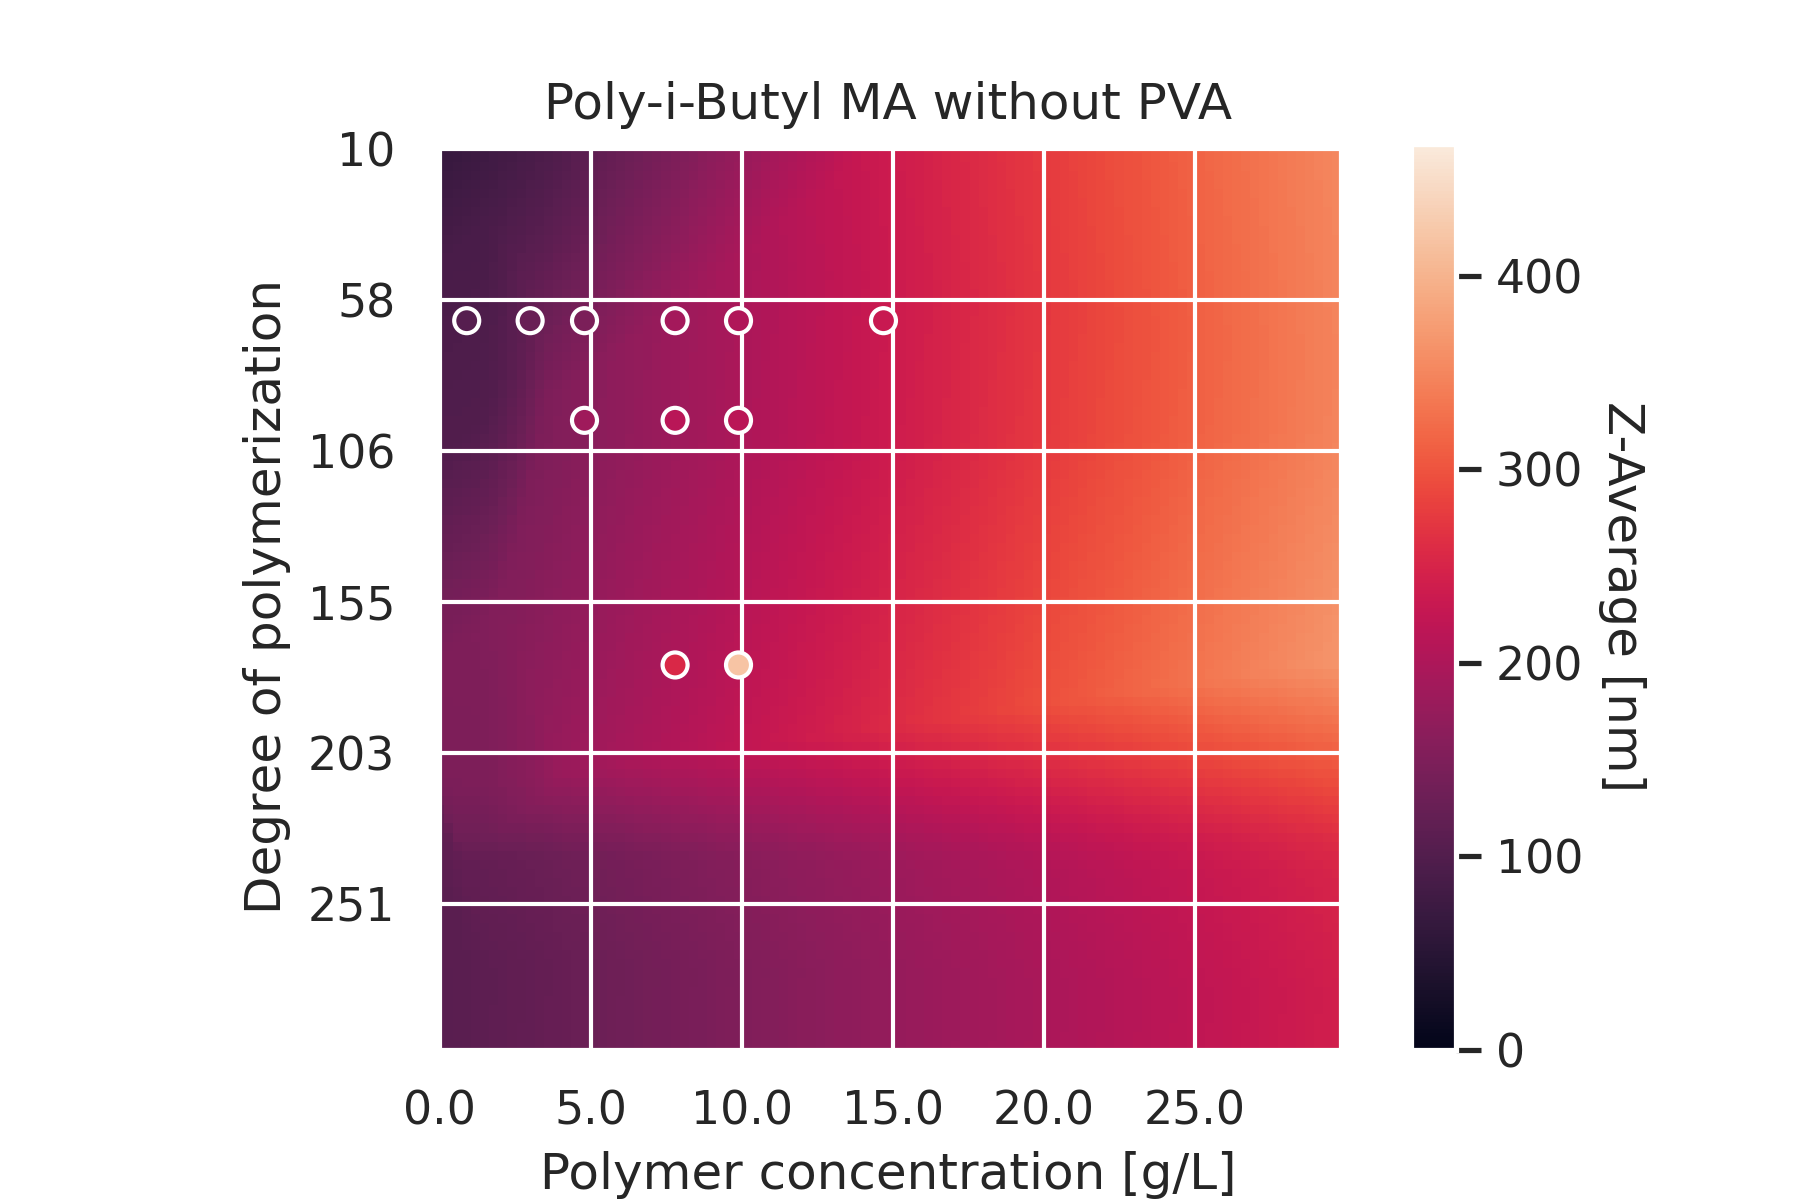 Poly-i-Butyl MA without PVA
Degree of polymerization
10
58
106
155
203
251
0.0 5.0 10.0 15.0 20.0 25.0
Polymer concentration [g/L]
400
300
200
100
0
Z-Average [nm]